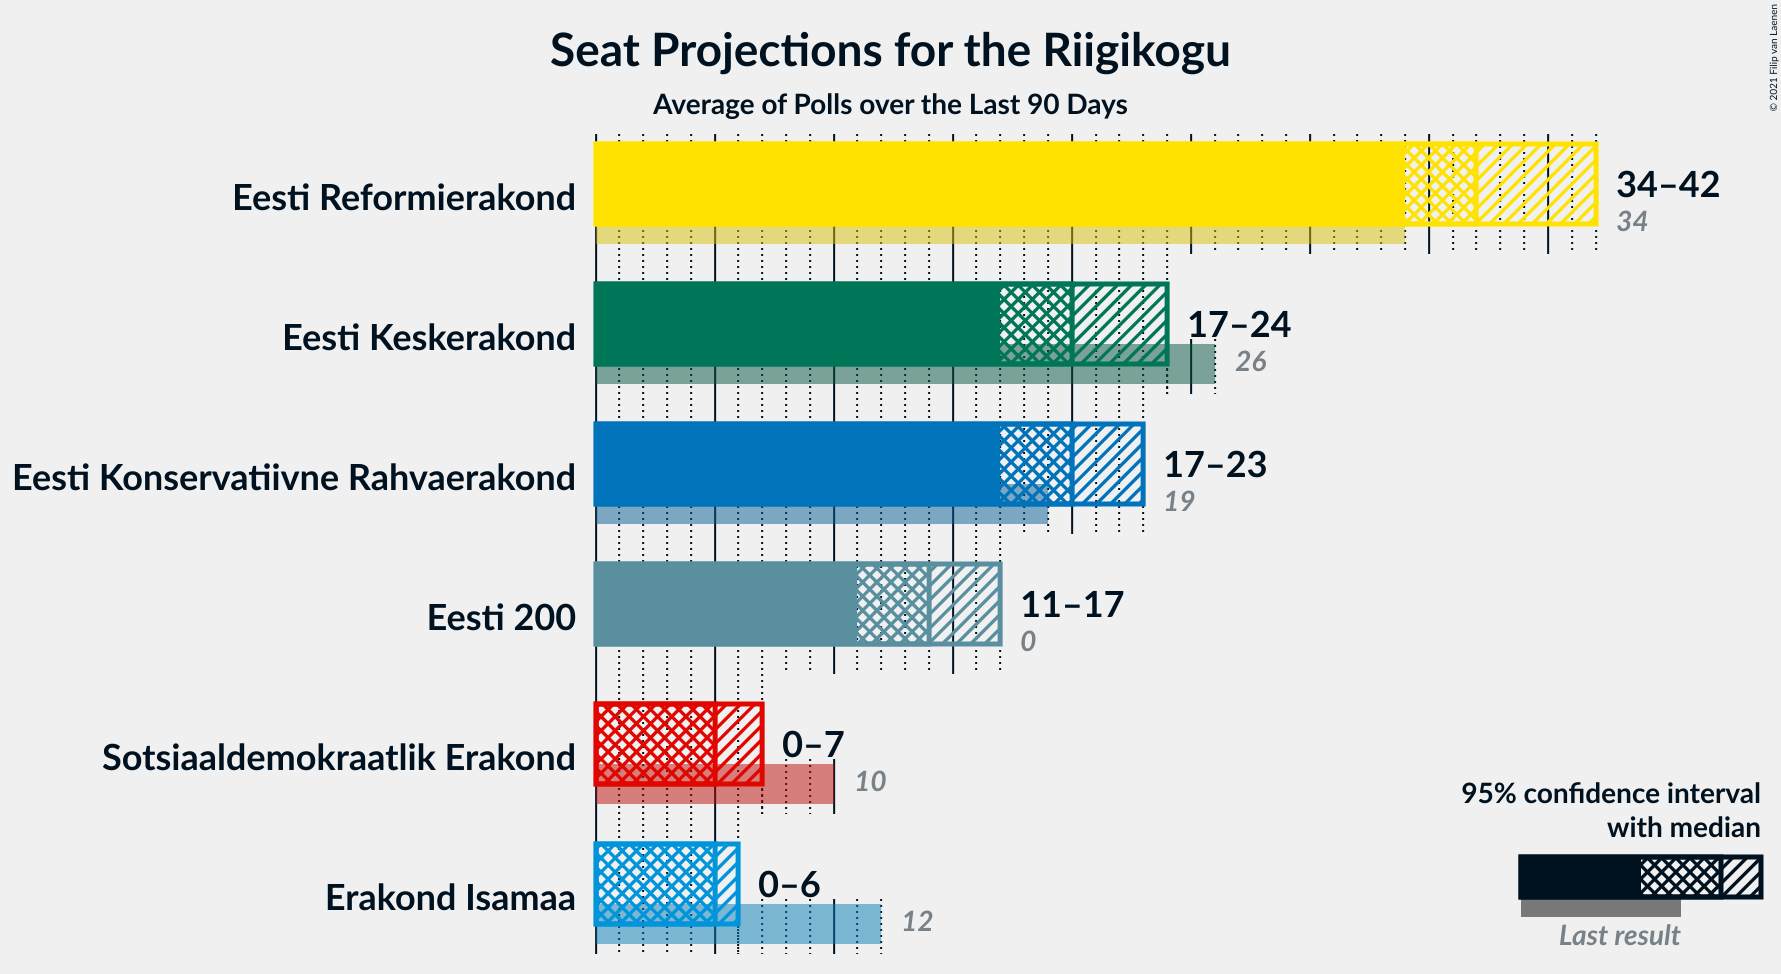 Seat Projections for the Riigikogu
Average of Polls over the Last 90 Days
© 2021 Filip van Laenen
Eesti Reformierakond
34–42
34
Eesti Keskerakond
17–24
26
Eesti Konservatiivne Rahvaerakond
17–23
19
Eesti 200
11–17
0
Sotsiaaldemokraatlik Erakond
0–7
10
Erakond Isamaa
0–6
12
95% confidence interval
with median
Last result